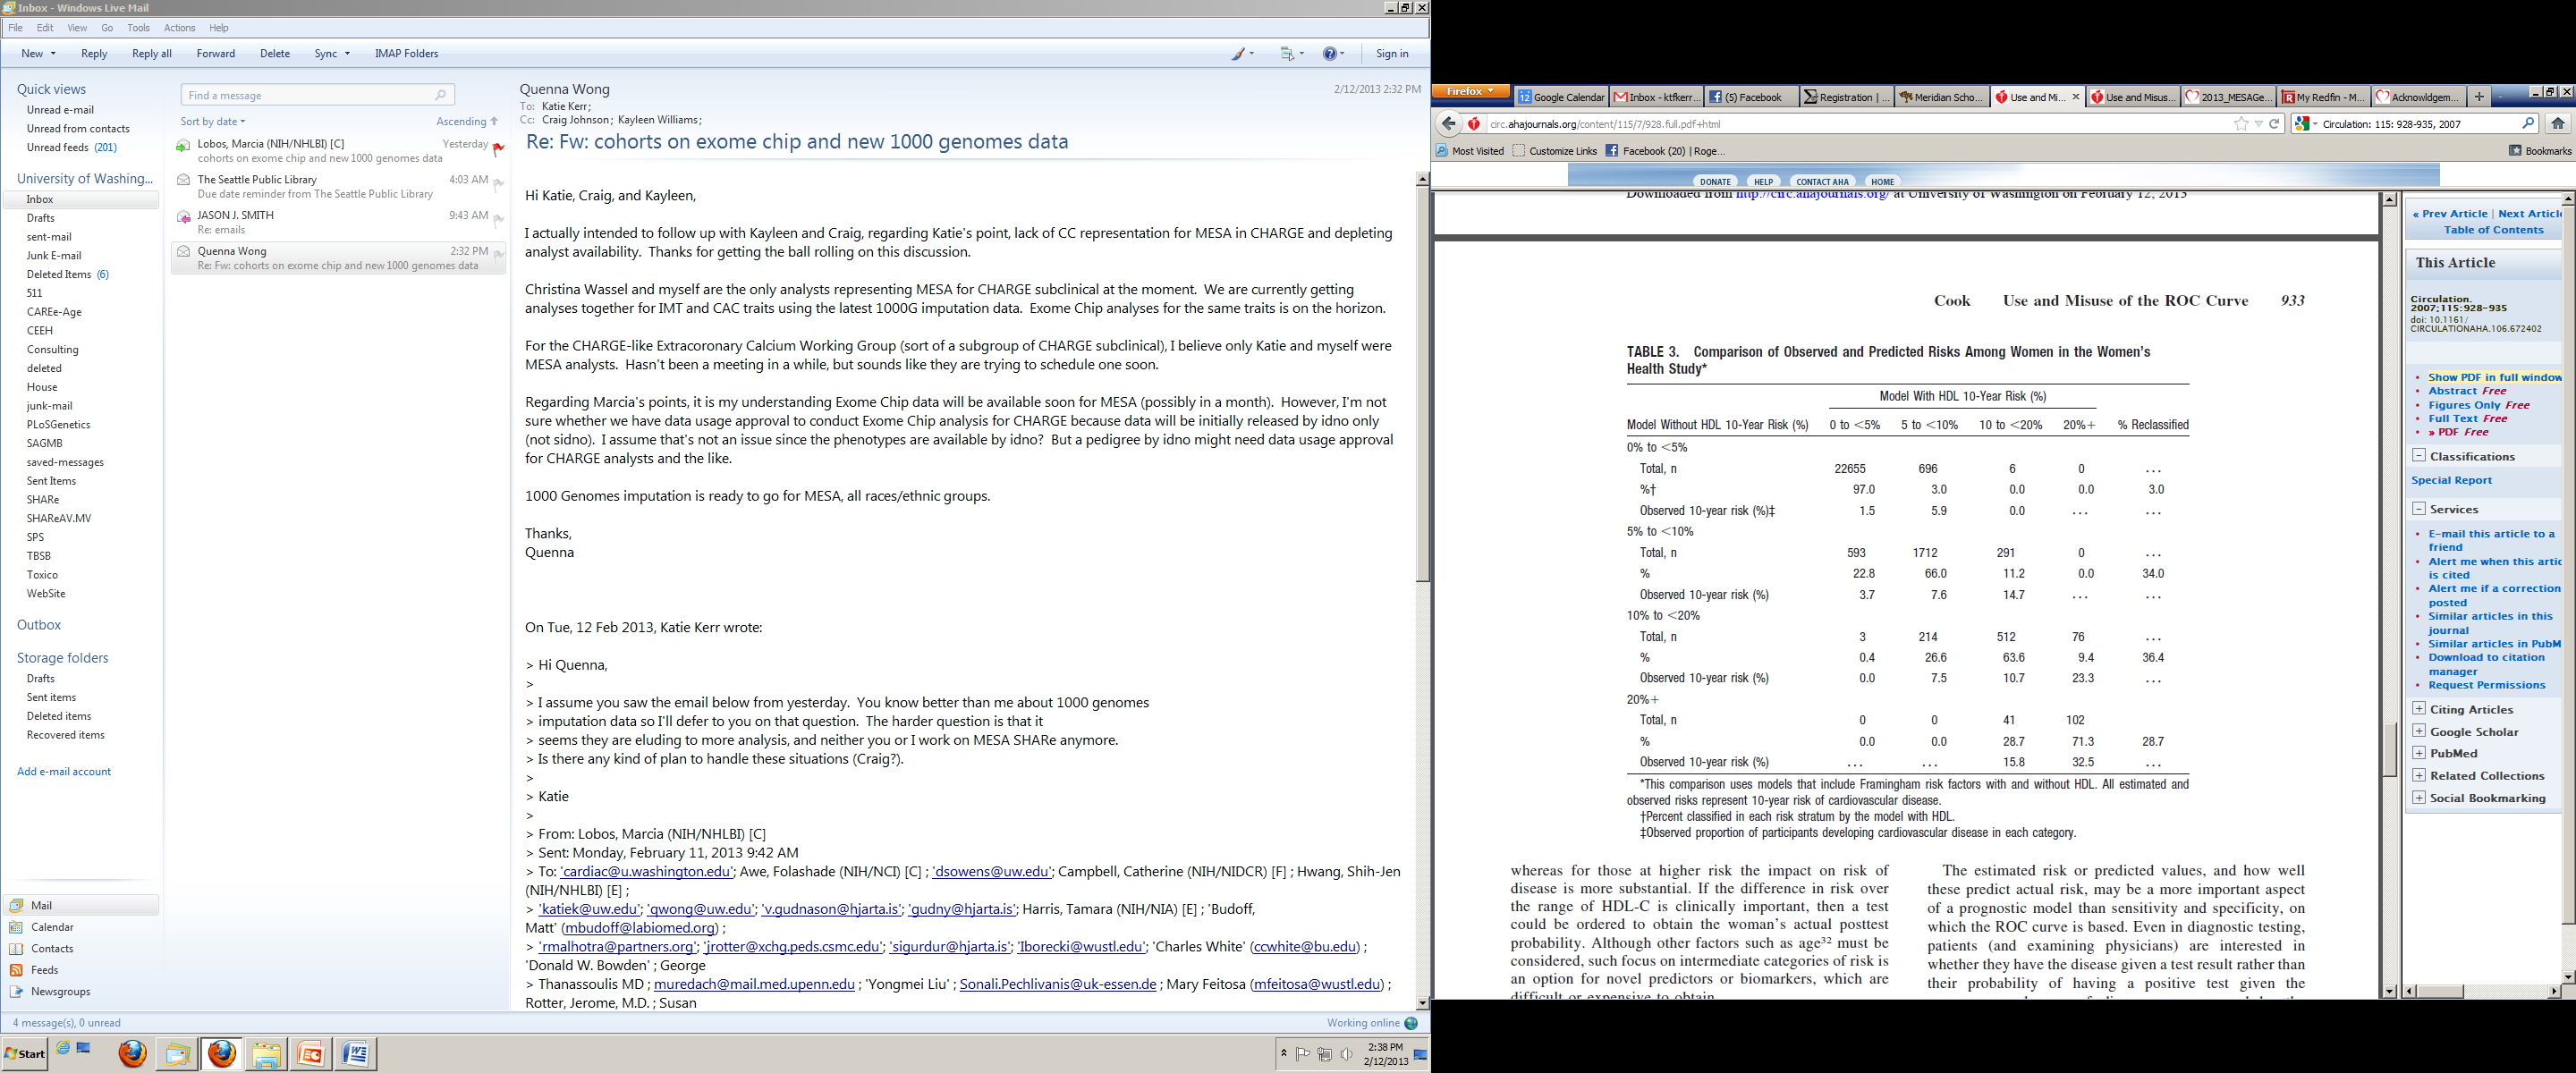 Inbox - Windows Live Mail
File Edit View Go Tools Actions Help
New Reply Reply all Forward Delete Sync IMAP Folders Sign in
Quick views
Unread e-mail
Unread from contacts
Unread feeds (201)
University of Washing...
Inbox
Drafts
sent-mail
Junk E-mail
Deleted Items (6)
511
CAREe-Age
CEEH
Consulting
deleted
House
junk-mail
PLoSGenetics
SAGMB
saved-messages
Sent Items
SHARe
SHAReAV.MV
SPS
TBSB
Toxico
WebSite
Outbox
Storage folders
Drafts
Sent items
Deleted items
Recovered items
Add e-mail account
Mail
Calendar
Contacts
Feeds
Newsgroups
4 message(s), 0 unread
Find a message
Sort by date Ascending
Lobos, Marcia (NIH/NHLBI) [C] Yesterday
cohorts on exome chip and new 1000 genomes data
The Seattle Public Library 4:03 AM
Due date reminder from The Seattle Public Library
JASON J. SMITH 9:43 AM
Re: emails
Quenna Wong 2:32 PM
Re: Fw: cohorts on exome chip and new 1000 genomes data
Quenna Wong 2/12/2013 2:32 PM
To: Katie Kerr;
Cc: Craig Johnson; Kayleen Williams;
Re: Fw: cohorts on exome chip and new 1000 genomes data
Hi Katie, Craig, and Kayleen,
I actually intended to follow up with Kayleen and Craig, regarding Katie's point, lack of CC representation for MESA in CHARGE and depleting
analyst availability. Thanks for getting the ball rolling on this discussion.
Christina Wassel and myself are the only analysts representing MESA for CHARGE subclinical at the moment. We are currently getting
analyses together for IMT and CAC traits using the latest 1000G imputation data. Exome Chip analyses for the same traits is on the horizon.
For the CHARGE-like Extracoronary Calcium Working Group (sort of a subgroup of CHARGE subclinical), I believe only Katie and myself were
MESA analysts. Hasn't been a meeting in a while, but sounds like they are trying to schedule one soon.
Regarding Marcia's points, it is my understanding Exome Chip data will be available soon for MESA (possibly in a month). However, I'm not
sure whether we have data usage approval to conduct Exome Chip analysis for CHARGE because data will be initially released by idno only
(not sidno). I assume that's not an issue since the phenotypes are available by idno? But a pedigree by idno might need data usage approval
for CHARGE analysts and the like.
1000 Genomes imputation is ready to go for MESA, all races/ethnic groups.
Thanks,
Quenna
On Tue, 12 Feb 2013, Katie Kerr wrote:
> Hi Quenna,
>
> I assume you saw the email below from yesterday. You know better than me about 1000 genomes
> imputation data so I'll defer to you on that question. The harder question is that it
> seems they are eluding to more analysis, and neither you or I work on MESA SHARe anymore.
> Is there any kind of plan to handle these situations (Craig?).
>
> Katie
>
> From: Lobos, Marcia (NIH/NHLBI) [C]
> Sent: Monday, February 11, 2013 9:42 AM
> To: 'cardiac@u.washington.edu'; Awe, Folashade (NIH/NCI) [C] ; 'dsowens@uw.edu'; Campbell, Catherine (NIH/NIDCR) [F] ; Hwang, Shih-Jen
(NIH/NHLBI) [E] ;
> 'katiek@uw.edu'; 'qwong@uw.edu'; 'v.gudnason@hjarta.is'; 'gudny@hjarta.is'; Harris, Tamara (NIH/NIA) [E] ; 'Budoff,
Matt' (mbudoff@labiomed.org) ;
> 'rmalhotra@partners.org'; 'jrotter@xchg.peds.csmc.edu'; 'sigurdur@hjarta.is'; 'Iborecki@wustl.edu'; 'Charles White' (ccwhite@bu.edu) ;
'Donald W. Bowden' ; George
> Thanassoulis MD ; muredach@mail.med.upenn.edu ; 'Yongmei Liu' ; Sonali.Pechlivanis@uk-essen.de ; Mary Feitosa (mfeitosa@wustl.edu) ;
Rotter, Jerome, M.D. ; Susan
Working online
Start
2:38 PM
2/12/2013
Firefox
Google Calendar Inbox - ktfkerr... (5) Facebook Registration | ... Meridian Scho... Use and Mi... Use and Misus... 2013_MESAGe... My Redfin - M... Acknowldgem...
circ.ahajournals.org/content/115/7/928.full.pdf+html
Circulation: 115: 928-935, 2007
Most Visited Customize Links Facebook (20) | Roge... Bookmarks
DONATE HELP CONTACT AHA HOME
Downloaded from http://circ.ahajournals.org/ at University of Washington on February 12, 2013
Cook Use and Misuse of the ROC Curve 933
TABLE 3. Comparison of Observed and Predicted Risks Among Women in the Women's
Health Study*
Model With HDL 10-Year Risk (%)
Model Without HDL 10-Year Risk (%) 0 to <5% 5 to <10% 10 to <20% 20%+ % Reclassified
0% to <5%
Total, n 22655 696 6 0 ...
%† 97.0 3.0 0.0 0.0 3.0
Observed 10-year risk (%)‡ 1.5 5.9 0.0 ... ...
5% to <10%
Total, n 593 1712 291 0 ...
% 22.8 66.0 11.2 0.0 34.0
Observed 10-year risk (%) 3.7 7.6 14.7 ... ...
10% to <20%
Total, n 3 214 512 76 ...
% 0.4 26.6 63.6 9.4 36.4
Observed 10-year risk (%) 0.0 7.5 10.7 23.3 ...
20%+
Total, n 0 0 41 102
% 0.0 0.0 28.7 71.3 28.7
Observed 10-year risk (%) ... ... 15.8 32.5 ...
*This comparison uses models that include Framingham risk factors with and without HDL. All estimated and
observed risks represent 10-year risk of cardiovascular disease.
†Percent classified in each risk stratum by the model with HDL.
‡Observed proportion of participants developing cardiovascular disease in each category.
whereas for those at higher risk the impact on risk of
disease is more substantial. If the difference in risk over
the range of HDL-C is clinically important, then a test
could be ordered to obtain the woman's actual posttest
probability. Although other factors such as age32 must be
considered, such focus on intermediate categories of risk is
an option for novel predictors or biomarkers, which are
difficult or expensive to obtain.
The estimated risk or predicted values, and how well
these predict actual risk, may be a more important aspect
of a prognostic model than sensitivity and specificity, on
which the ROC curve is based. Even in diagnostic testing,
patients (and examining physicians) are interested in
whether they have the disease given a test result rather than
their probability of having a positive test given the
« Prev Article | Next Article
Table of Contents
This Article
Circulation.
2007;115:928-935
doi: 10.1161/
CIRCULATIONAHA.106.672402
Show PDF in full window
Abstract Free
Figures Only Free
Full Text Free
» PDF Free
Classifications
Special Report
Services
E-mail this article to a
friend
Alert me when this artic
is cited
Alert me if a correction
posted
Similar articles in this
journal
Similar articles in PubM
Download to citation
manager
Request Permissions
Citing Articles
Google Scholar
PubMed
Related Collections
Social Bookmarking